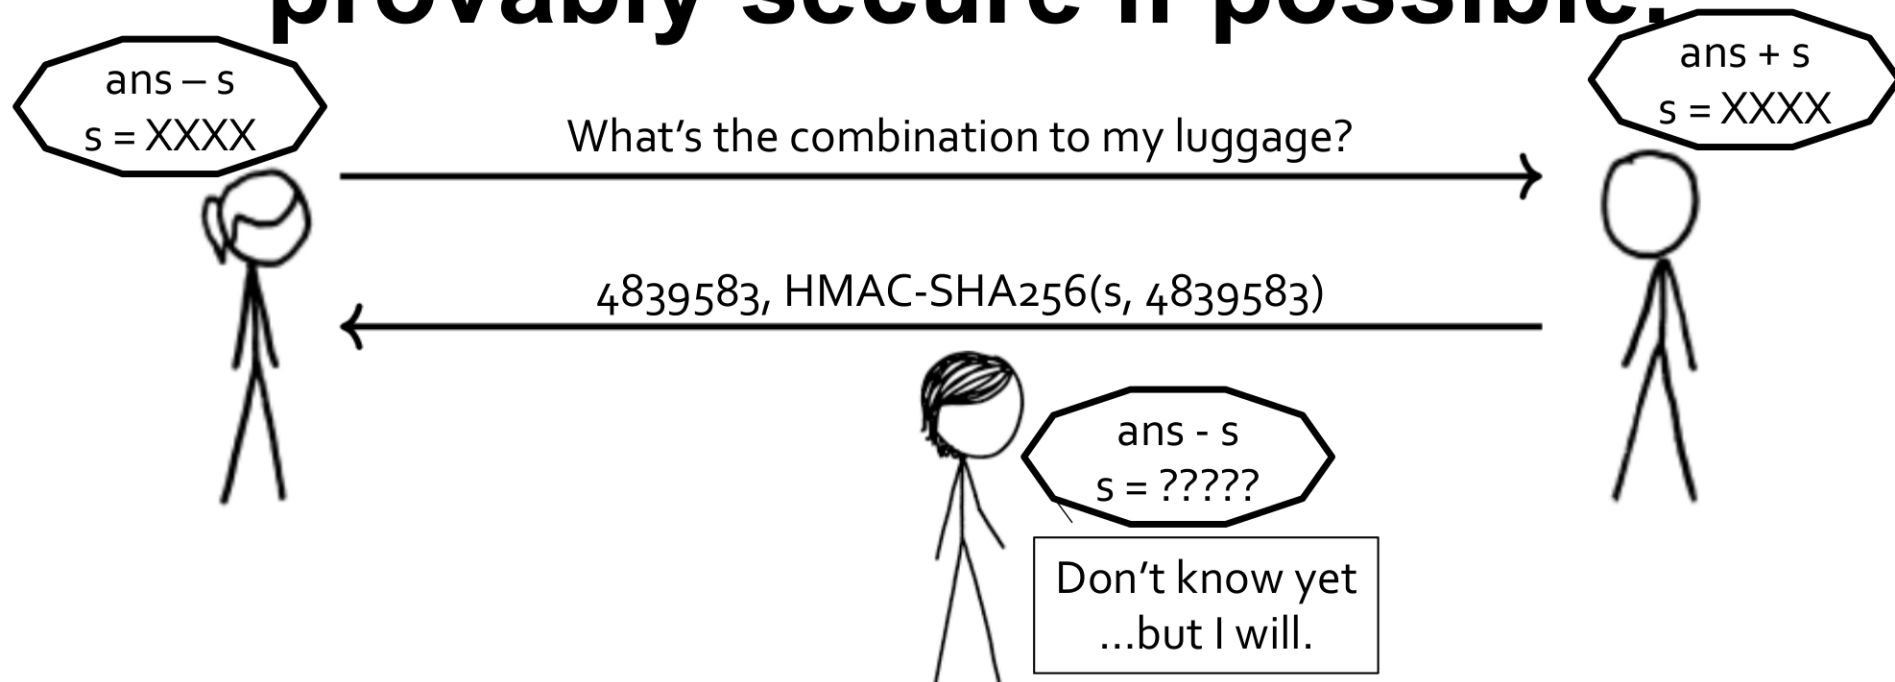 provably secure if possible.
ans – s
s = XXXX
ans + s
s = XXXX
What's the combination to my luggage?
4839583, HMAC-SHA256(s, 4839583)
ans - s
s = ?????
Don't know yet
...but I will.